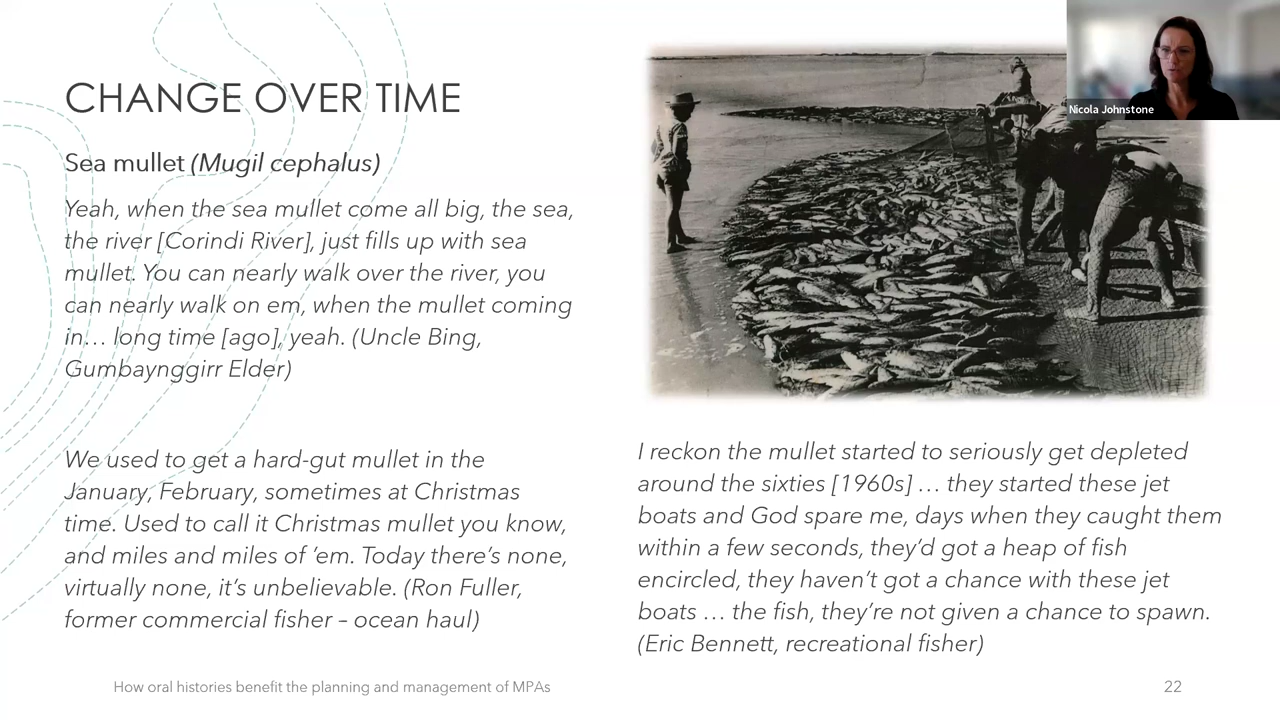 CHANGE OVER TIME
Sea mullet (Mugil cephalus)
Yeah, when the sea mullet come all big, the sea,
the river [Corindi River], just fills up with sea
mullet. You can nearly walk over the river, you
can nearly walk on em, when the mullet coming
in… long time [ago], yeah. (Uncle Bing,
Gumbaynggirr Elder)
We used to get a hard-gut mullet in the
January, February, sometimes at Christmas
time. Used to call it Christmas mullet you know,
and miles and miles of ’em. Today there’s none,
virtually none, it’s unbelievable. (Ron Fuller,
former commercial fisher – ocean haul)
Nicola Johnstone
I reckon the mullet started to seriously get depleted
around the sixties [1960s] … they started these jet
boats and God spare me, days when they caught them
within a few seconds, they’d got a heap of fish
encircled, they haven’t got a chance with these jet
boats … the fish, they’re not given a chance to spawn.
(Eric Bennett, recreational fisher)
How oral histories benefit the planning and management of MPAs
22